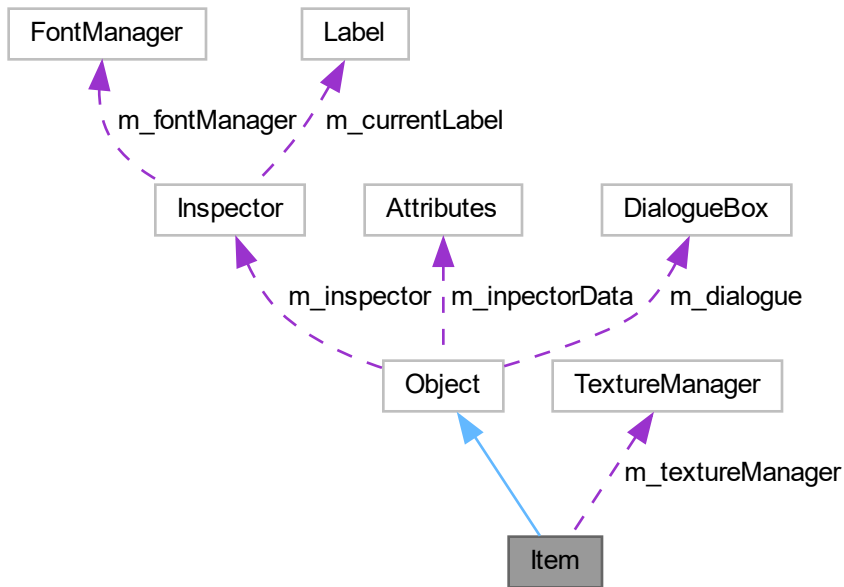 FontManager
Label
m_fontManager
m_currentLabel
Inspector
Attributes
DialogueBox
m_inspector
m_inpectorData
m_dialogue
Object
TextureManager
m_textureManager
Item